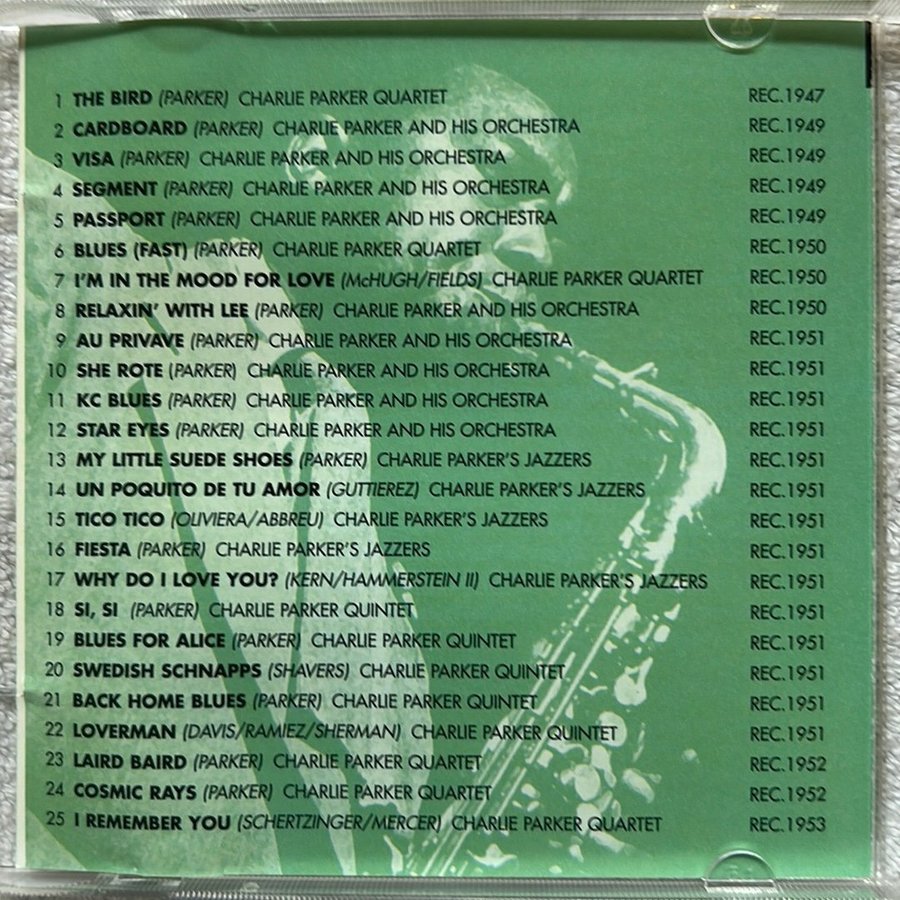 1 THE BIRD (PARKER) CHARLIE PARKER QUARTET REC.1947
2 CARDBOARD (PARKER) CHARLIE PARKER AND HIS ORCHESTRA REC.1949
3 VISA (PARKER) CHARLIE PARKER AND HIS ORCHESTRA REC.1949
4 SEGMENT (PARKER) CHARLIE PARKER AND HIS ORCHESTRA REC.1949
5 PASSPORT (PARKER) CHARLIE PARKER AND HIS ORCHESTRA REC.1949
6 BLUES (FAST) (PARKER) CHARLIE PARKER QUARTET REC.1950
7 I'M IN THE MOOD FOR LOVE (McHUGH/FIELDS) CHARLIE PARKER QUARTET REC.1950
8 RELAXIN' WITH LEE (PARKER) CHARLIE PARKER AND HIS ORCHESTRA REC.1950
9 AU PRIVAVE (PARKER) CHARLIE PARKER AND HIS ORCHESTRA REC.1951
10 SHE ROTE (PARKER) CHARLIE PARKER AND HIS ORCHESTRA REC.1951
11 KC BLUES (PARKER) CHARLIE PARKER AND HIS ORCHESTRA REC.1951
12 STAR EYES (PARKER) CHARLIE PARKER AND HIS ORCHESTRA REC.1951
13 MY LITTLE SUEDE SHOES (PARKER) CHARLIE PARKER'S JAZZERS REC.1951
14 UN POQUITO DE TU AMOR (GUTTIEREZ) CHARLIE PARKER'S JAZZERS REC.1951
15 TICO TICO (OLIVIERA/ABBREU) CHARLIE PARKER'S JAZZERS REC.1951
16 FIESTA (PARKER) CHARLIE PARKER'S JAZZERS REC.1951
17 WHY DO I LOVE YOU? (KERN/HAMMERSTEIN II) CHARLIE PARKER'S JAZZERS REC.1951
18 SI, SI (PARKER) CHARLIE PARKER QUINTET REC.1951
19 BLUES FOR ALICE (PARKER) CHARLIE PARKER QUINTET REC.1951
20 SWEDISH SCHNAPPS (SHAVERS) CHARLIE PARKER QUINTET REC.1951
21 BACK HOME BLUES (PARKER) CHARLIE PARKER QUINTET REC.1951
22 LOVERMAN (DAVIS/RAMIEZ/SHERMAN) CHARLIE PARKER QUINTET REC.1951
23 LAIRD BAIRD (PARKER) CHARLIE PARKER QUARTET REC.1952
24 COSMIC RAYS (PARKER) CHARLIE PARKER QUARTET REC.1952
25 I REMEMBER YOU (SCHERTZINGER/MERCER) CHARLIE PARKER QUARTET REC.1953